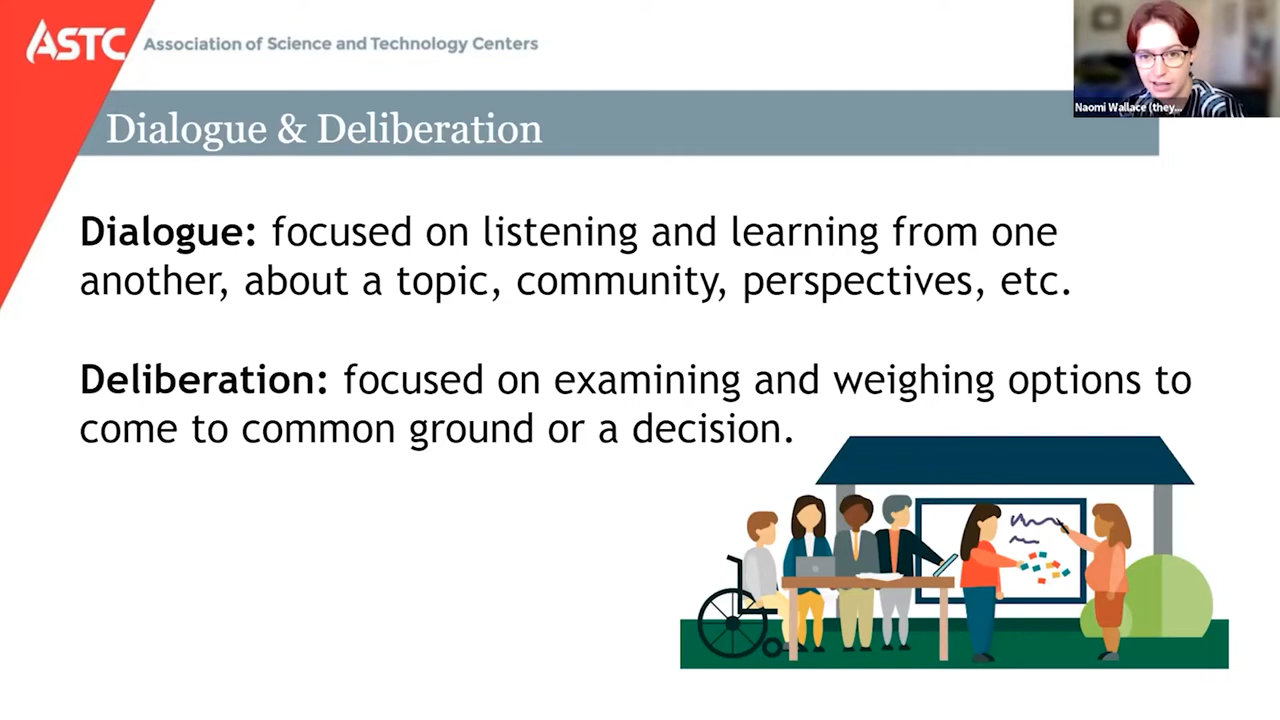 ASTC Association of Science and Technology Centers
Naomi Wallace (they...
Dialogue & Deliberation
Dialogue: focused on listening and learning from one
another, about a topic, community, perspectives, etc.
Deliberation: focused on examining and weighing options to
come to common ground or a decision.